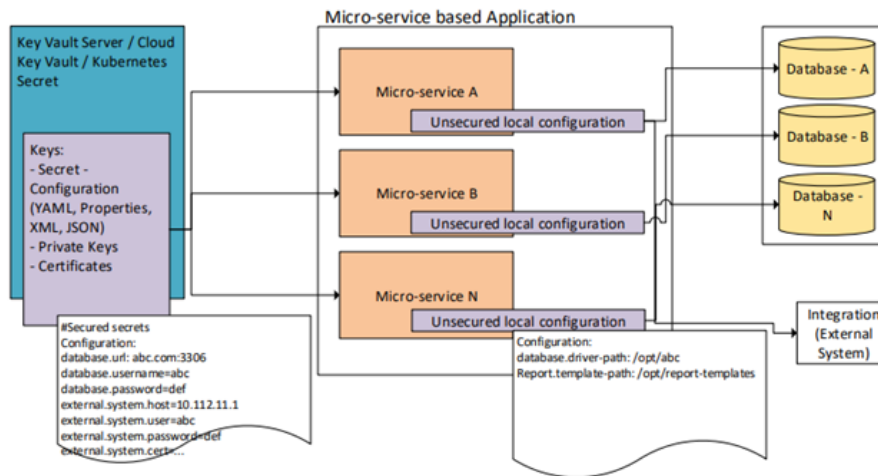 Micro-service based Application
Key Vault Server / Cloud
Key Vault / Kubernetes
Secret
Keys:
- Secret -
Configuration
(YAML, Properties,
XML, JSON)
- Private Keys
- Certificates
#Secured secrets
Configuration:
database.url: abc.com:3306
database.username=abc
database.password=def
external.system.host=10.112.11.1
external.system.user=abc
external.system.password=def
external.system.cert=...
Micro-service A
Unsecured local configuration
Micro-service B
Unsecured local configuration
Micro-service N
Unsecured local configuration
Configuration:
database.driver-path: /opt/abc
Report.template-path: /opt/report-templates
Database - A
Database - B
Database -
N
Integration
(External
System)